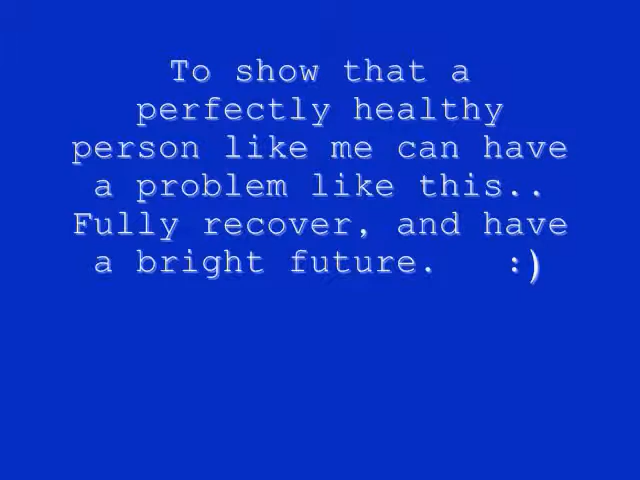 To show that a
perfectly healthy
person like me can have
a problem like this..
Fully recover, and have
a bright future.   :)